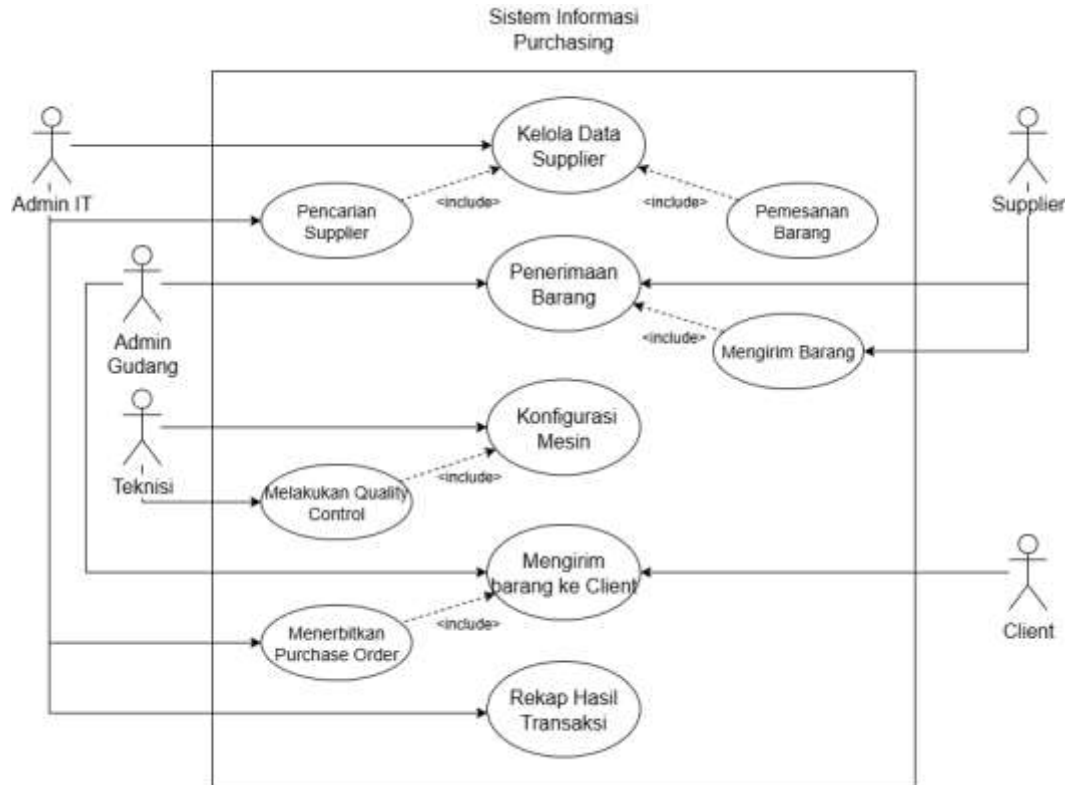 Sistem Informasi
Purchasing
Admin IT
Kelola Data
Supplier
<include>
<include>
Pencarian
Supplier
Pemesanan
Barang
Supplier
Admin
Gudang
Penerimaan
Barang
<include>
Mengirim Barang
Teknisi
Konfigurasi
Mesin
<include>
Melakukan Quality
Control
Mengirim
barang ke Client
<include>
Menerbitkan
Purchase Order
Client
Rekap Hasil
Transaksi